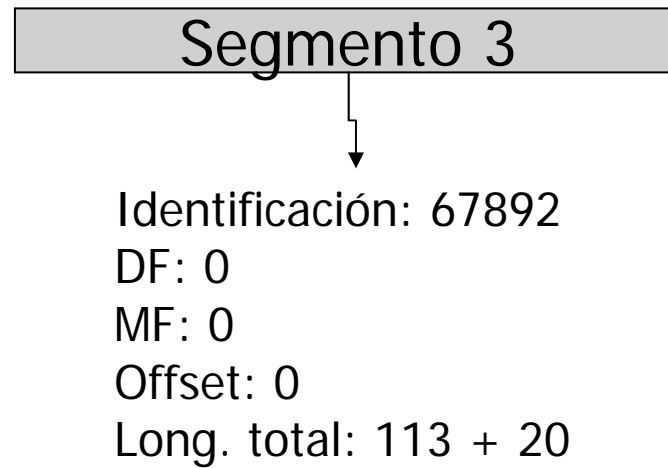 Segmento 3
Identificación: 67892
DF: 0
MF: 0
Offset: 0
Long. total: 113 + 20